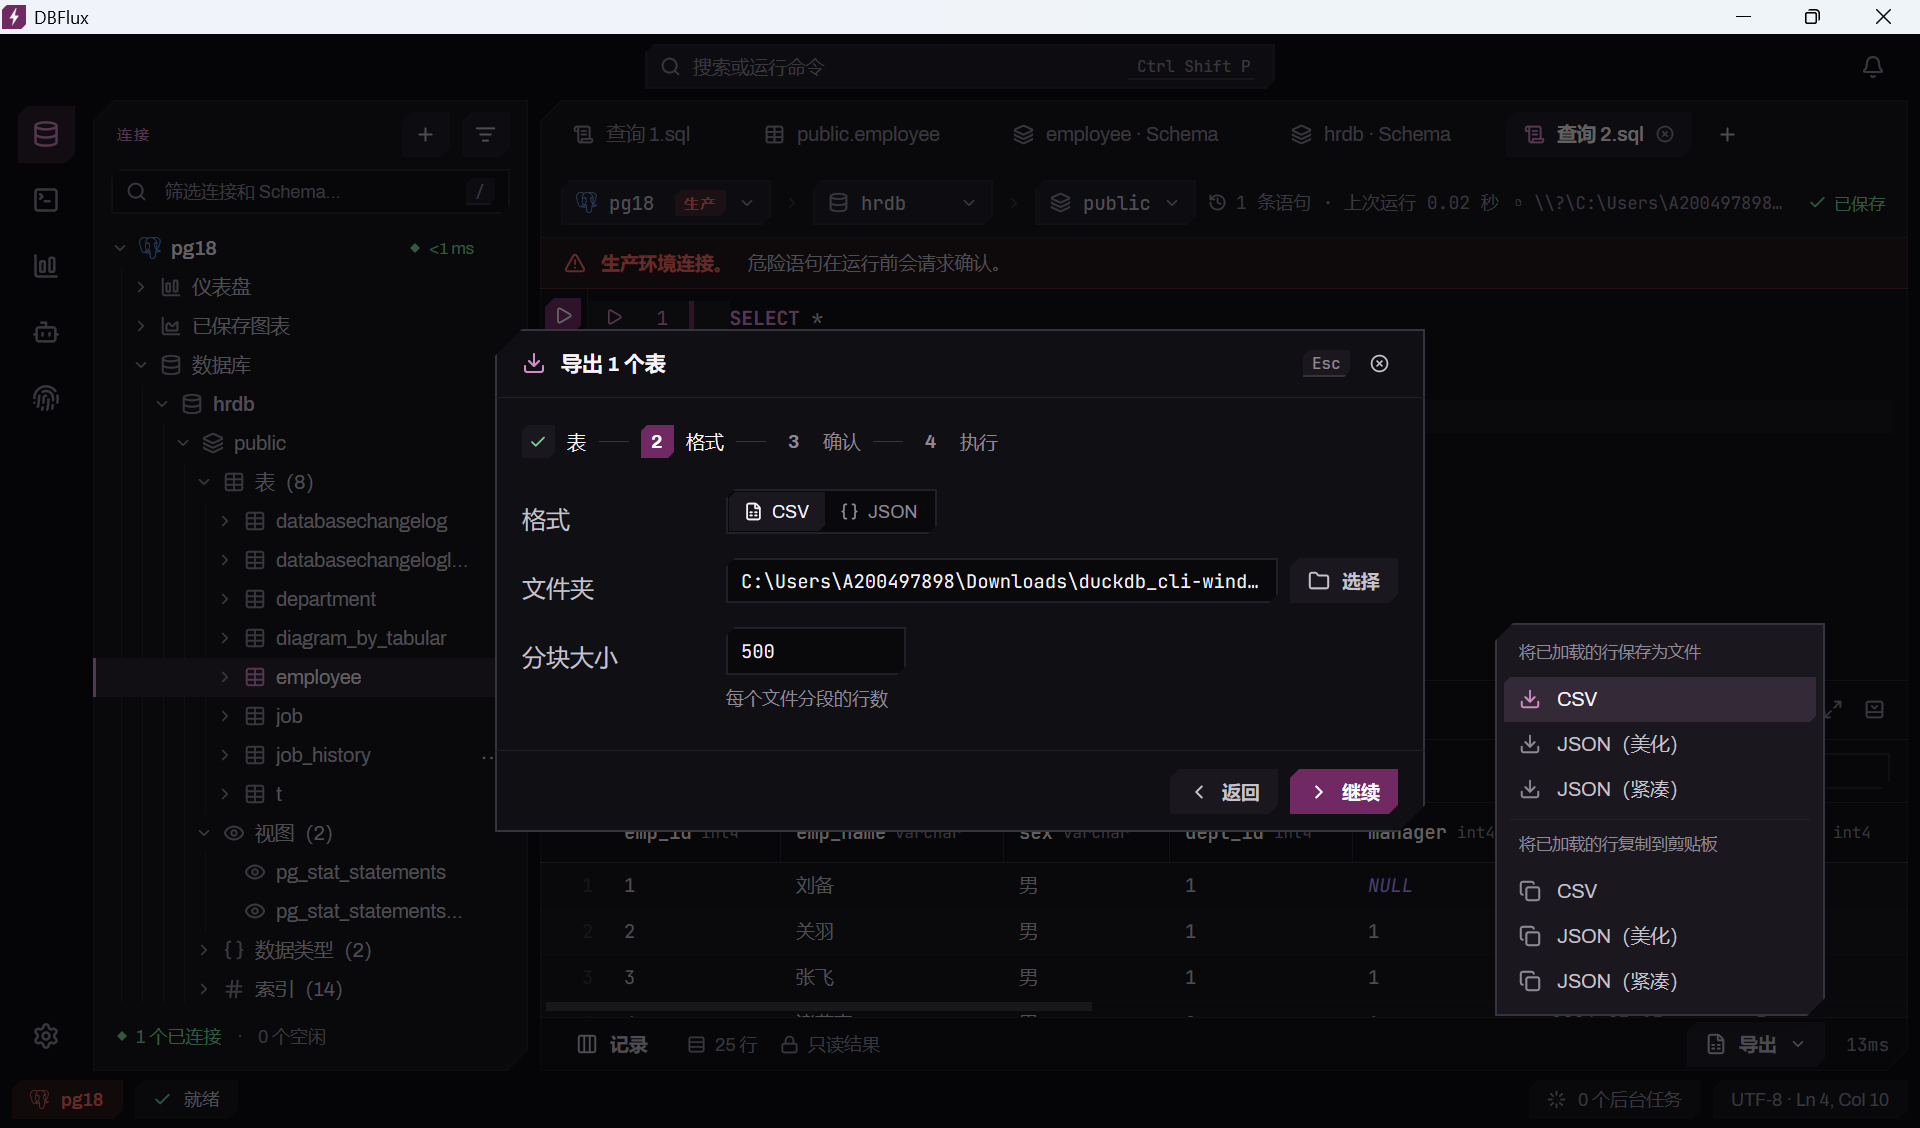 DBFlux
搜索或运行命令
Ctrl Shift P
连接
查询 1.sql
public.employee
employee · Schema
hrdb · Schema
查询 2.sql
筛选连接和 Schema...
/
pg18
生产
hrdb
public
1 条语句 · 上次运行 0.02 秒
\\?\C:\Users\A200497898…
已保存
pg18
<1 ms
生产环境连接。
危险语句在运行前会请求确认。
仪表盘
已保存图表
1
SELECT *
数据库
hrdb
public
表 (8)
databasechangelog
databasechangelogl...
department
diagram_by_tabular
employee
job
job_history
t
视图 (2)
pg_stat_statements
pg_stat_statements...
数据类型 (2)
索引 (14)
1 个已连接 · 0 个空闲
导出 1 个表
Esc
表
2
格式
3
确认
4
执行
格式
CSV
JSON
文件夹
C:\Users\A200497898\Downloads\duckdb_cli-wind…
选择
分块大小
500
每个文件分段的行数
返回
继续
将已加载的行保存为文件
CSV
JSON (美化)
JSON (紧凑)
将已加载的行复制到剪贴板
CSV
JSON (美化)
JSON (紧凑)
emp_id int4
emp_name varchar
sex varchar
dept_id int4
manager int4
int4
1 1 刘备 男 1 NULL
2 2 关羽 男 1 1
3 3 张飞 男 1 1
记录
25 行
只读结果
导出
13ms
pg18
就绪
0 个后台任务
UTF-8 · Ln 4, Col 10